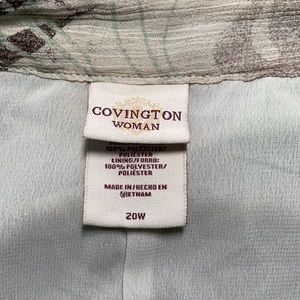 COVINGTON
WOMAN
100% POLYESTER/
POLIÉSTER
LINING/FORRO:
100% POLYESTER/
POLIÉSTER
MADE IN/HECHO EN
VIETNAM
20W